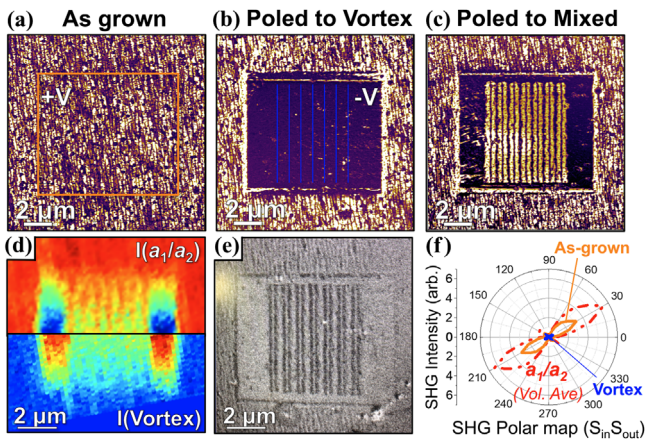 (a) As grown
(b) Poled to Vortex
(c) Poled to Mixed
+V
2 μm
-V
2 μm
2 μm
(d)
I(a₁/a₂)
2 μm
I(Vortex)
(e)
2 μm
(f)
As-grown
SHG Intensity (arb.)
6
4
2
0
2
4
6
90
60
30
0
330
300
270
240
210
180
150
120
a₁/a₂
(Vol. Ave)
Vortex
SHG Polar map (SinSout)